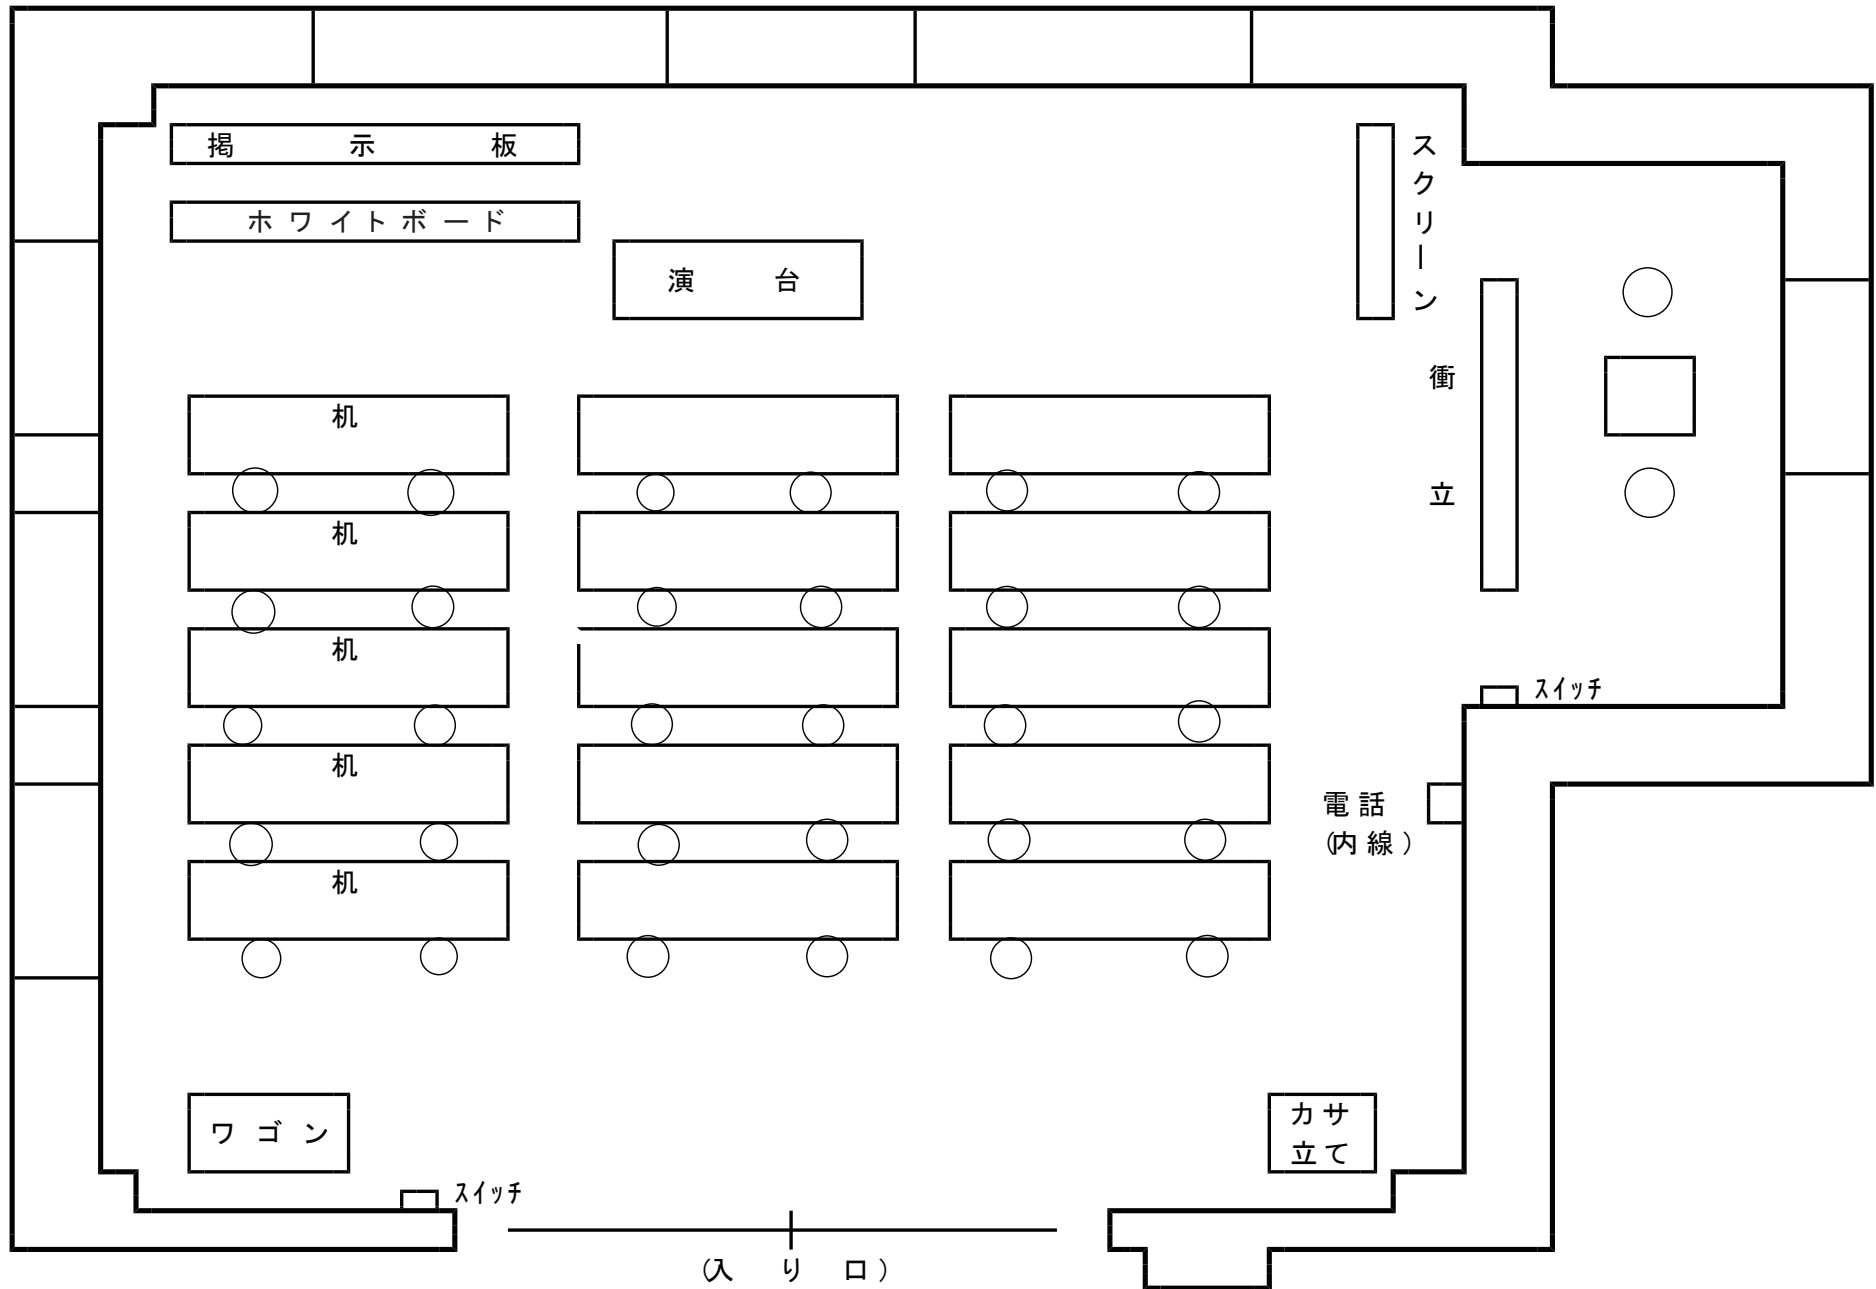 掲示板
ホワイトボード
演台
スクリーン
衝立
机
机
机
机
机
スイッチ
電話
(内線)
ワゴン
カサ
立て
スイッチ
(入り口)